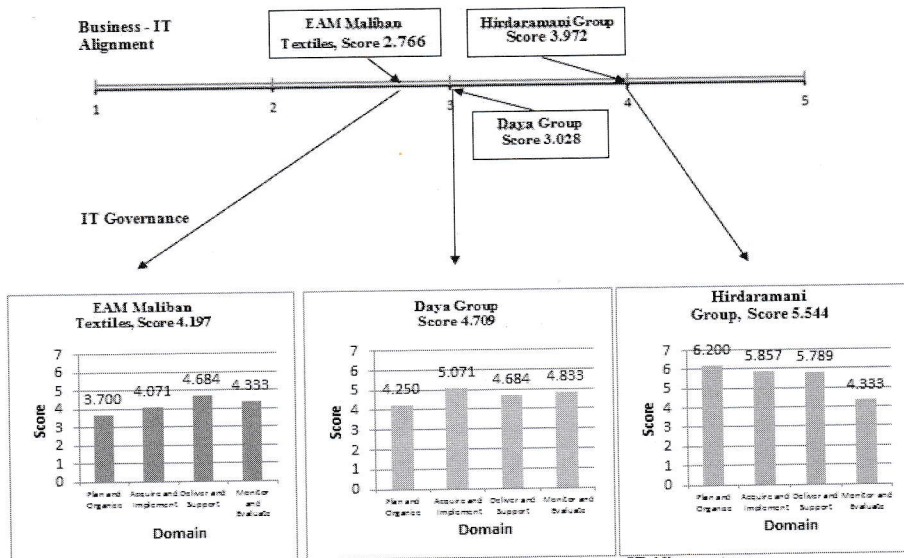 Business - IT
Alignment
EAM Maliban
Textiles, Score 2.766
Hirdaramani Group
Score 3.972
1 2 3 4 5
Daya Group
Score 3.028
IT Governance
EAM Maliban
Textiles, Score 4.197
7
6
5
4
3
2
1
0
Score
3.700 4.071 4.684 4.333
Plan and Organise
Acquire and Implement
Deliver and Support
Monitor and Evaluate
Domain
Daya Group
Score 4.709
7
6
5
4
3
2
1
0
Score
4.250 5.071 4.684 4.833
Plan and Organise
Acquire and Implement
Deliver and Support
Monitor and Evaluate
Domain
Hirdaramani
Group, Score 5.544
7
6
5
4
3
2
1
0
Score
6.200 5.857 5.789 4.333
Plan and Organise
Acquire and Implement
Deliver and Support
Monitor and Evaluate
Domain